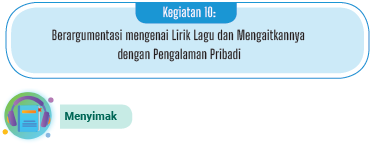 Kegiatan 10:
Berargumentasi mengenai Lirik Lagu dan Mengaitkannya
dengan Pengalaman Pribadi
Menyimak